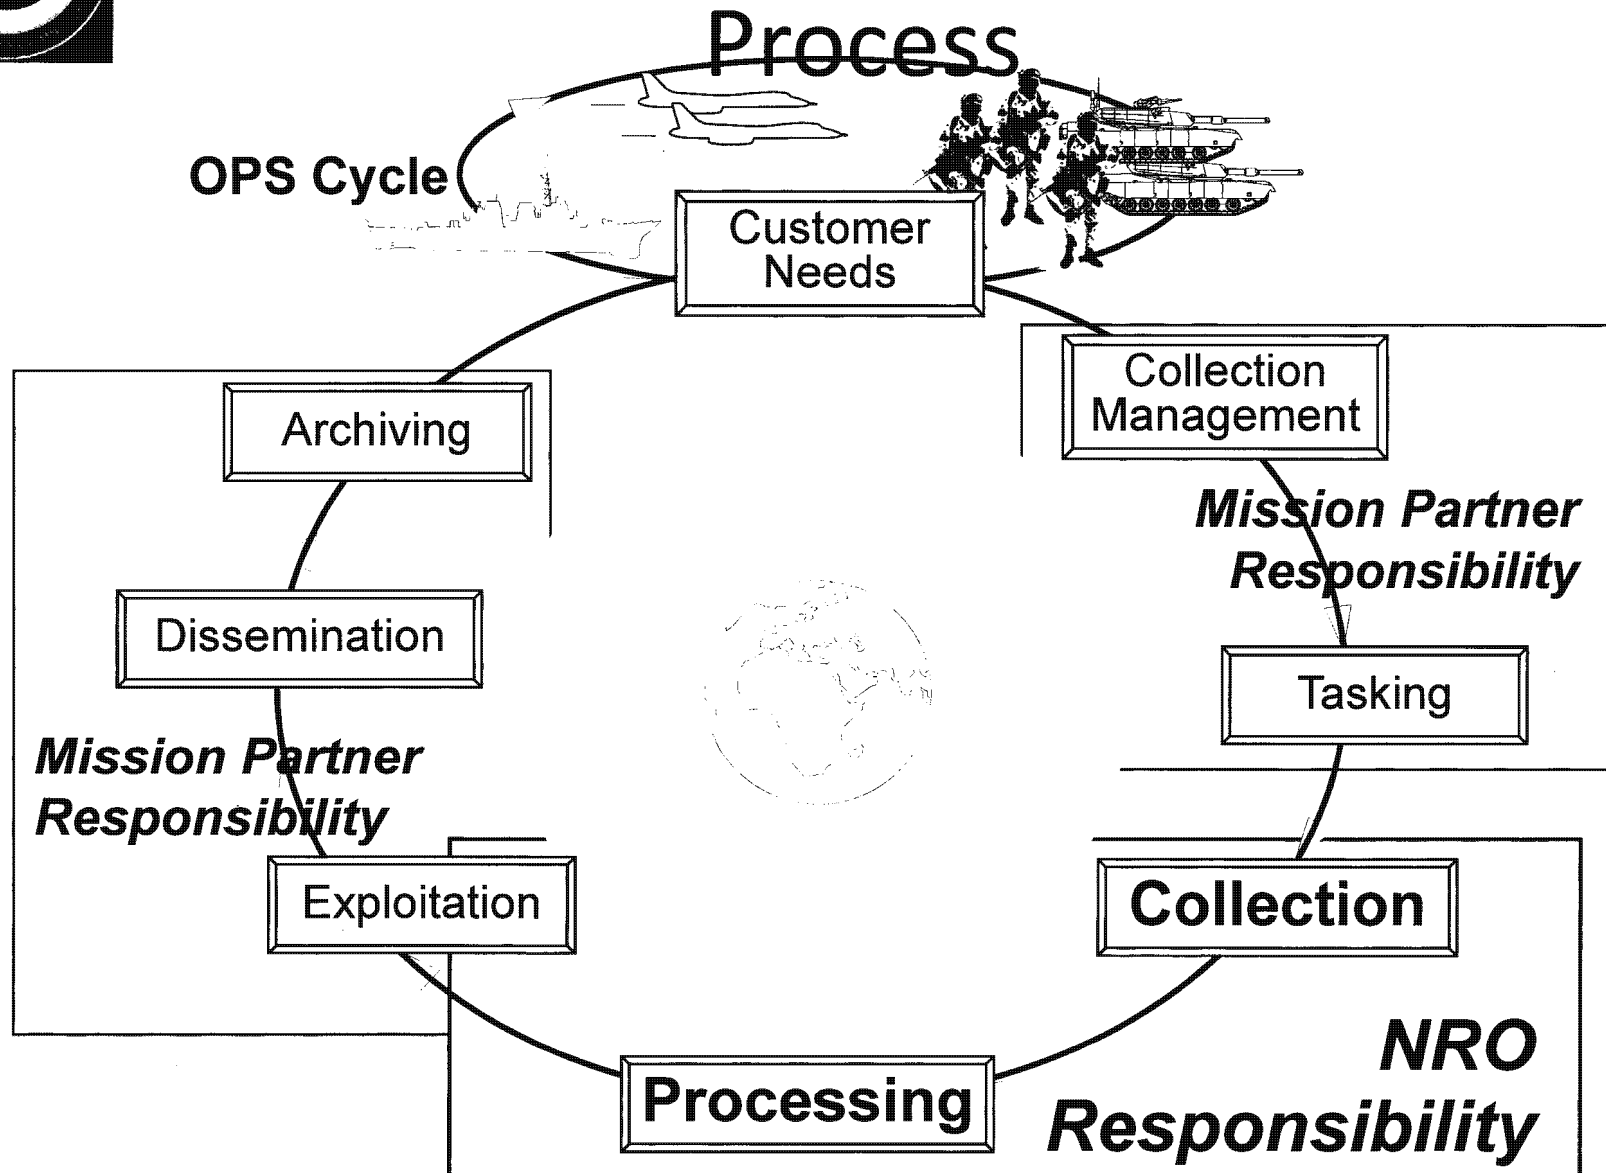 Process
OPS Cycle
Customer
Needs
Collection
Management
Archiving
Mission Partner
Responsibility
Dissemination
Tasking
Mission Partner
Responsibility
Exploitation
Collection
NRO
Responsibility
Processing